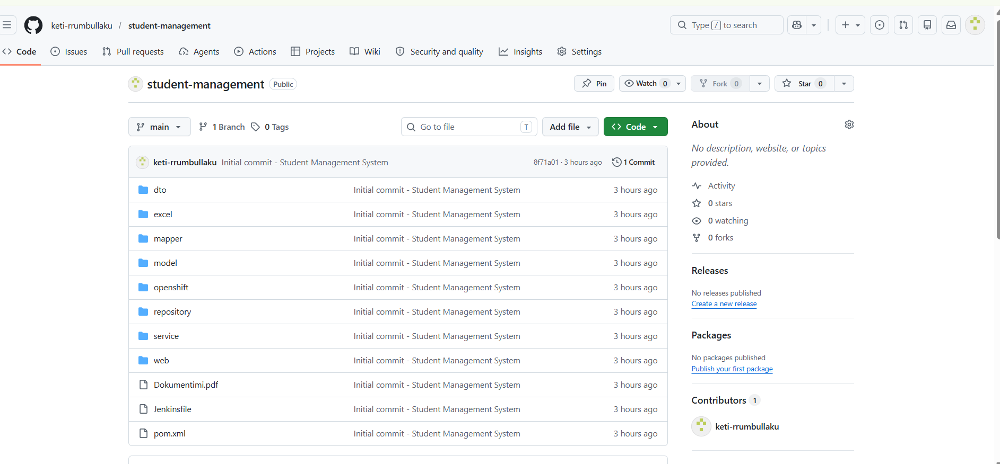 keti-rrumbullaku / student-management
Type / to search
Code Issues Pull requests Agents Actions Projects Wiki Security and quality Insights Settings
student-management Public
Pin Watch 0 Fork 0 Star 0
main 1 Branch 0 Tags Go to file T Add file Code
keti-rrumbullaku Initial commit - Student Management System 8f71a01 · 3 hours ago 1 Commit
dto Initial commit - Student Management System 3 hours ago
excel Initial commit - Student Management System 3 hours ago
mapper Initial commit - Student Management System 3 hours ago
model Initial commit - Student Management System 3 hours ago
openshift Initial commit - Student Management System 3 hours ago
repository Initial commit - Student Management System 3 hours ago
service Initial commit - Student Management System 3 hours ago
web Initial commit - Student Management System 3 hours ago
Dokumentimi.pdf Initial commit - Student Management System 3 hours ago
Jenkinsfile Initial commit - Student Management System 3 hours ago
pom.xml Initial commit - Student Management System 3 hours ago
About
No description, website, or topics
provided.
Activity
0 stars
0 watching
0 forks
Releases
No releases published
Create a new release
Packages
No packages published
Publish your first package
Contributors 1
keti-rrumbullaku